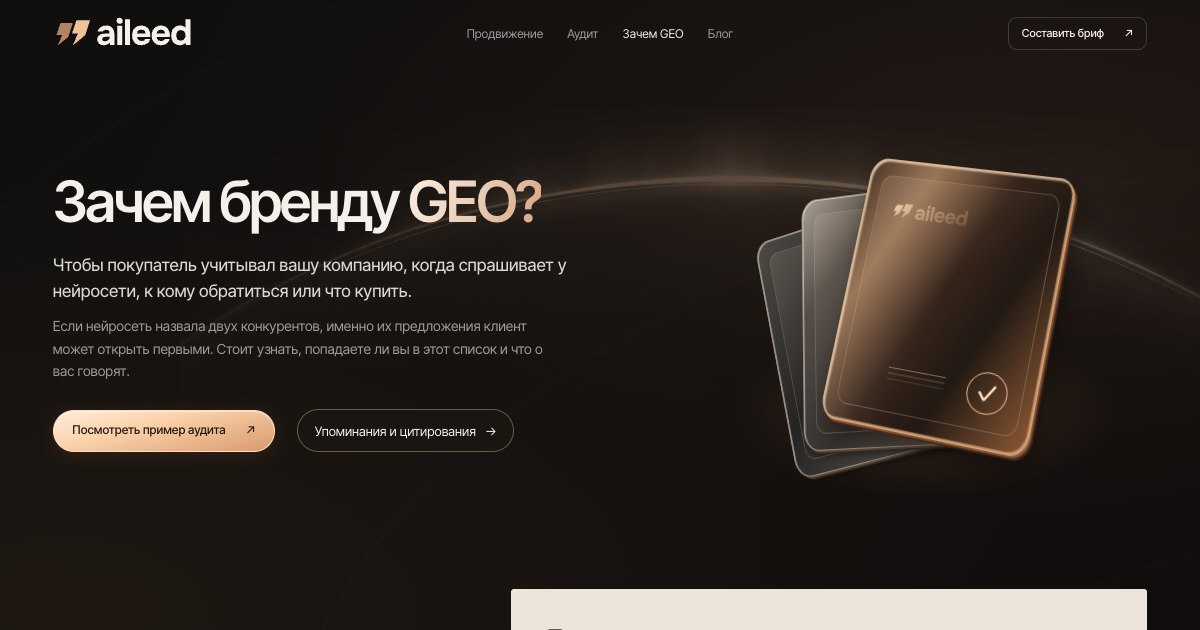 aileed
Продвижение
Аудит
Зачем GEO
Блог
Составить бриф
Зачем бренду GEO?
Чтобы покупатель учитывал вашу компанию, когда спрашивает у
нейросети, к кому обратиться или что купить.
Если нейросеть назвала двух конкурентов, именно их предложения клиент
может открыть первыми. Стоит узнать, попадаете ли вы в этот список и что о
вас говорят.
Посмотреть пример аудита
Упоминания и цитирования
aileed